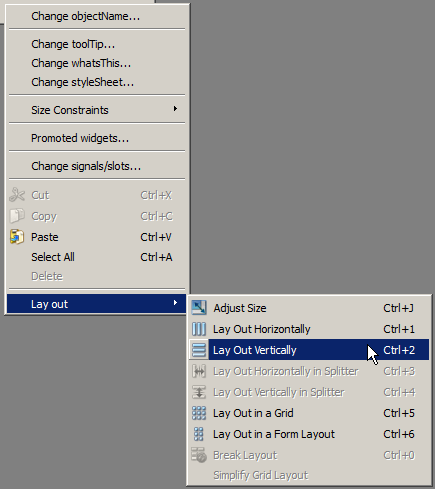 Change objectName...
Change toolTip...
Change whatsThis...
Change styleSheet...
Size Constraints
Promoted widgets...
Change signals/slots...
Cut Ctrl+X
Copy Ctrl+C
Paste Ctrl+V
Select All Ctrl+A
Delete
Lay out
Adjust Size Ctrl+J
Lay Out Horizontally Ctrl+1
Lay Out Vertically Ctrl+2
Lay Out Horizontally in Splitter Ctrl+3
Lay Out Vertically in Splitter Ctrl+4
Lay Out in a Grid Ctrl+5
Lay Out in a Form Layout Ctrl+6
Break Layout Ctrl+0
Simplify Grid Layout